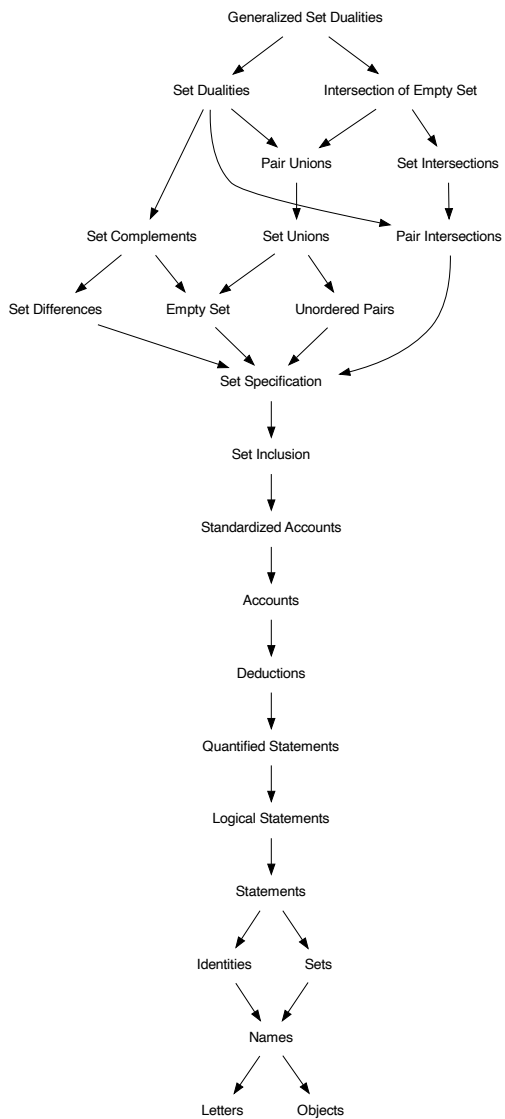 Generalized Set Dualities
Set Dualities
Intersection of Empty Set
Pair Unions
Set Intersections
Set Complements
Set Unions
Pair Intersections
Set Differences
Empty Set
Unordered Pairs
Set Specification
Set Inclusion
Standardized Accounts
Accounts
Deductions
Quantified Statements
Logical Statements
Statements
Identities
Sets
Names
Letters
Objects